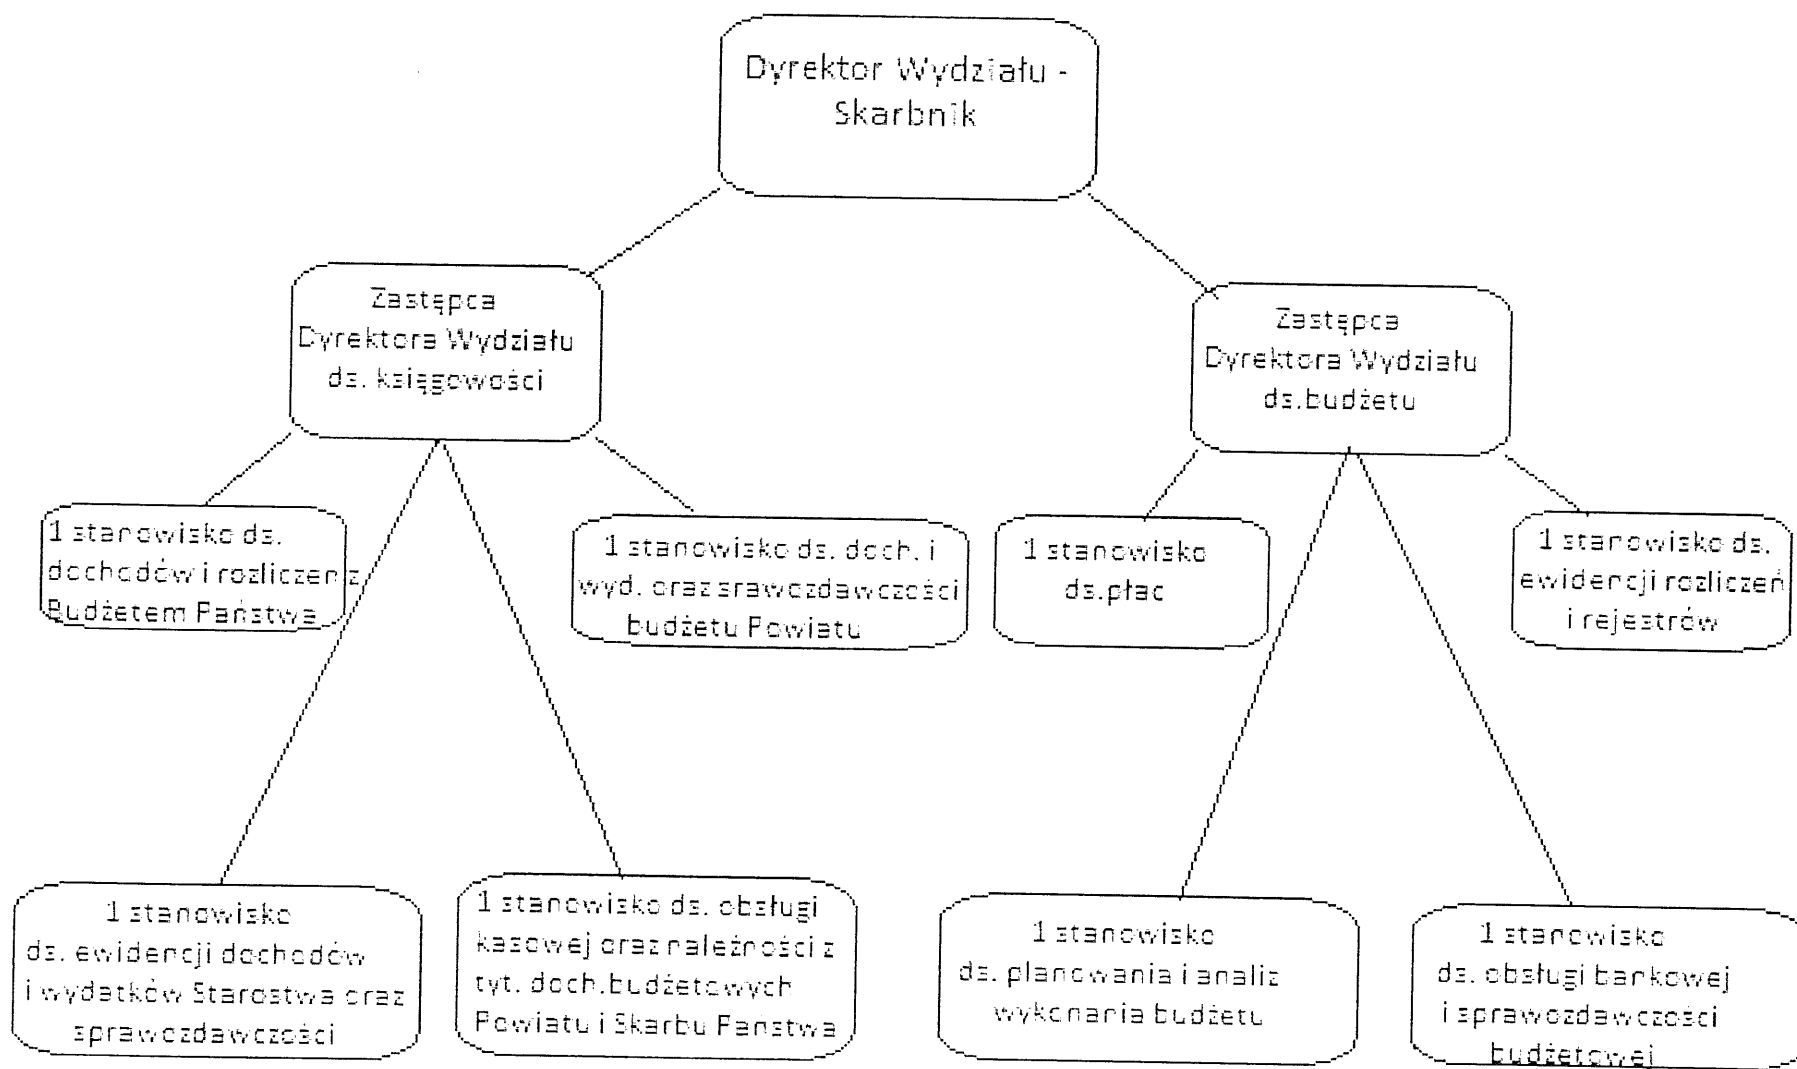 Dyrektor Wydziału -
Skarbnik
Zastępca
Dyrektora Wydziału
ds. księgowości
Zastępca
Dyrektora Wydziału
ds.budżetu
1 stanowisko ds.
dochodów i rozliczeń z
Budżetem Państwa
1 stanowisko ds. doch. i
wyd. oraz srawozdawczości
budżetu Powiatu
1 stanowisko
ds.płac
1 stanowisko ds.
ewidencji rozliczeń
i rejestrów
1 stanowisko
ds. ewidencji dochodów
i wydatków Starostwa oraz
sprawozdawczości
1 stanowisko ds. obsługi
kasowej oraz należności z
tyt. doch.budżetowych
Powiatu i Skarbu Państwa
1 stanowisko
ds. planowania i analiz
wykonania budżetu
1 stanowisko
ds. obsługi bankowej
i sprawozdawczości
budżetowej